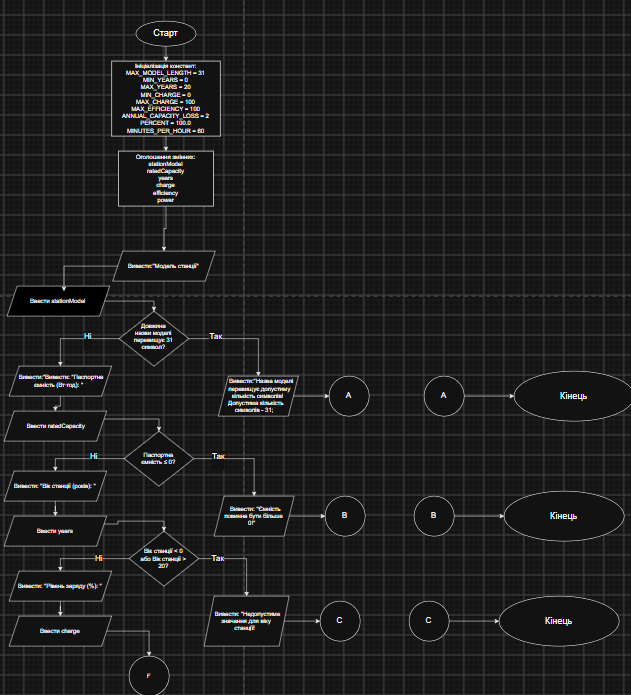 Старт
Ініціалізація констант:
MAX_MODEL_LENGTH = 31
MIN_YEARS = 0
MAX_YEARS = 20
MIN_CHARGE = 0
MAX_CHARGE = 100
MAX_EFFICIENCY = 100
ANNUAL_CAPACITY_LOSS = 2
PERCENT = 100.0
MINUTES_PER_HOUR = 60
Оголошення змінних:
stationModel
ratedCapacity
years
charge
efficiency
power
Вивести:"Модель станції"
Ввести stationModel
Довжина
назви моделі
перевищує 31
символ?
Ні
Так
Вивести:"Вивести: "Паспортна
ємність (Вт·год): "
Вивести:"Назва моделі
перевищує допустиму
кількість символів!
Допустима кількість
символів - 31;
A
A
Кінець
Ввести ratedCapacity
Паспортна
ємність ≤ 0?
Ні
Так
Вивести: "Вік станції (років): "
Вивести: "Ємність
повинна бути більша
0!"
B
B
Кінець
Ввести years
Вік станції < 0
або Вік станції >
20?
Ні
Так
Вивести: "Рівень заряду (%): "
Вивести: "Недопустиме
значення для віку
станції!
C
C
Кінець
Ввести charge
F